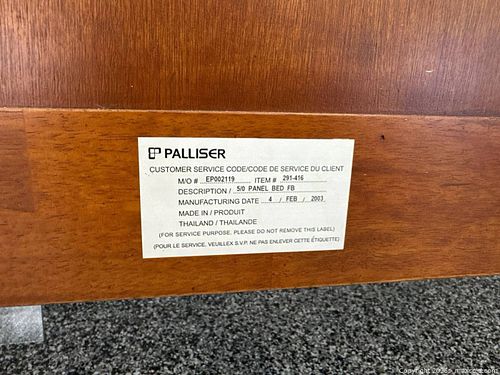 PALLISER
CUSTOMER SERVICE CODE/CODE DE SERVICE DU CLIENT
M/O # EP002119 ITEM # 291-416
DESCRIPTION / 5/0 PANEL BED FB
MANUFACTURING DATE 4 / FEB / 2003
MADE IN / PRODUIT
THAILAND / THAILANDE
(FOR SERVICE PURPOSE, PLEASE DO NOT REMOVE THIS LABEL)
(POUR LE SERVICE, VEUILLEX S.V.P. NE PAS ENLEVER CETTE ÉTIQUETTE)